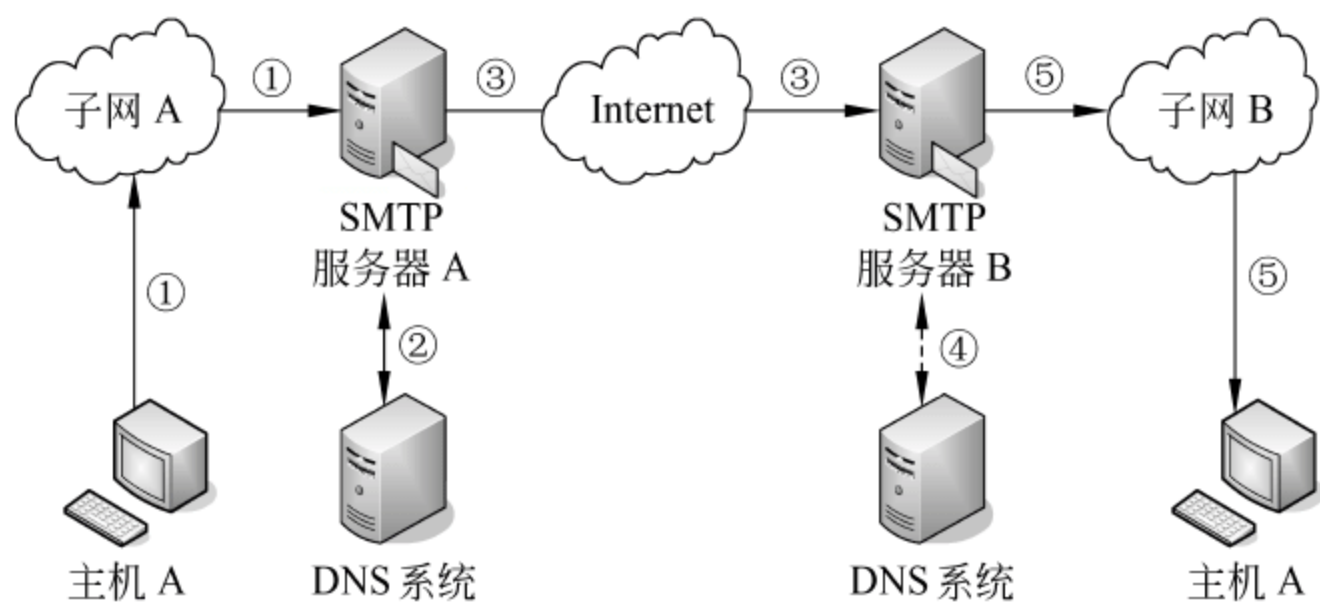 子网 A
①
SMTP
服务器 A
③
Internet
③
SMTP
服务器 B
⑤
子网 B
①
②
④
⑤
主机 A
DNS 系统
DNS 系统
主机 A